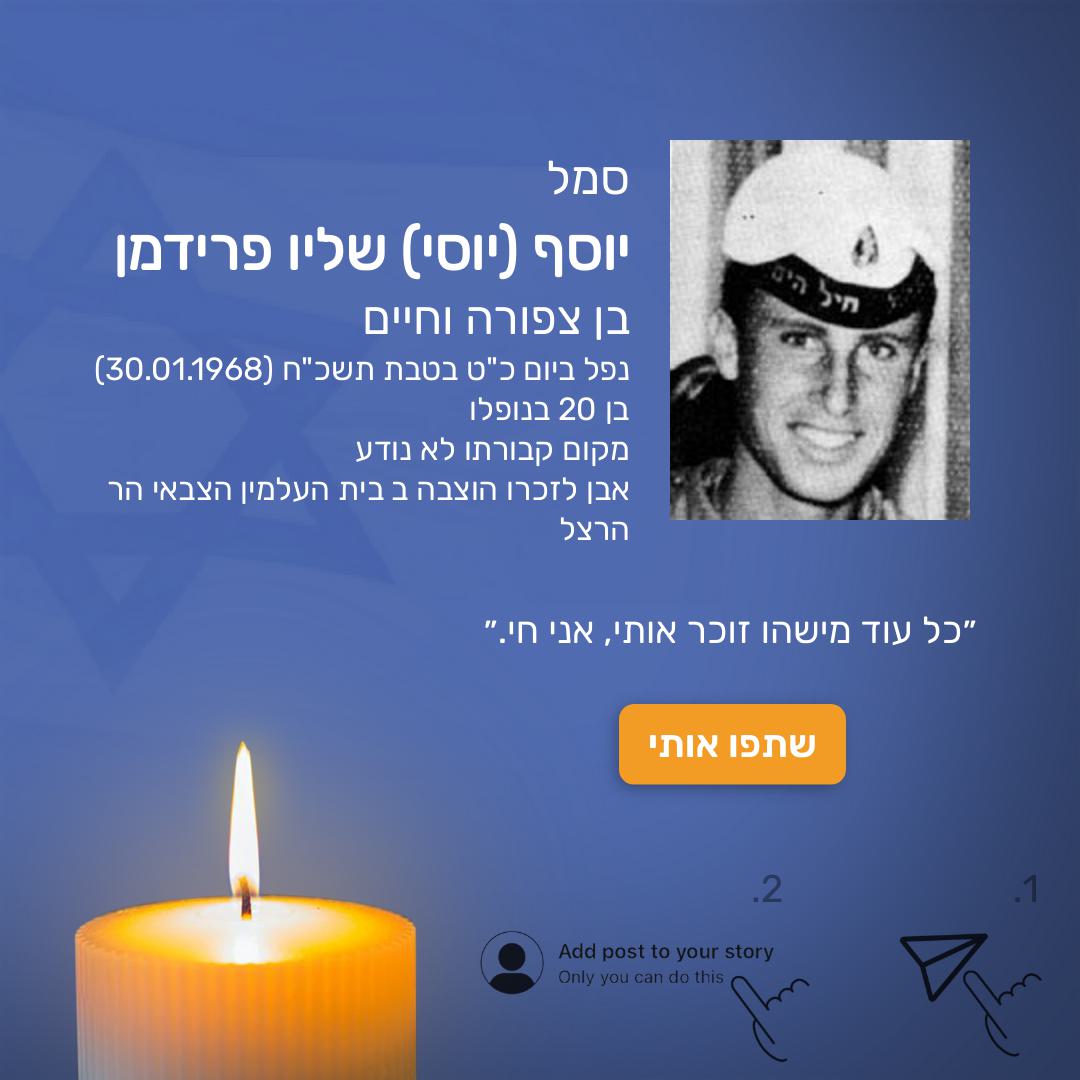 סמל
יוסף (יוסי) שליו פרידמן
בן צפורה וחיים
נפל ביום כ"ט בטבת תשכ"ח (30.01.1968)
בן 20 בנופלו
מקום קבורתו לא נודע
אבן לזכרו הוצבה ב בית העלמין הצבאי הר
הרצל
חיל הים
״כל עוד מישהו זוכר אותי, אני חי.״
שתפו אותי
.1
.2
Add post to your story
Only you can do this